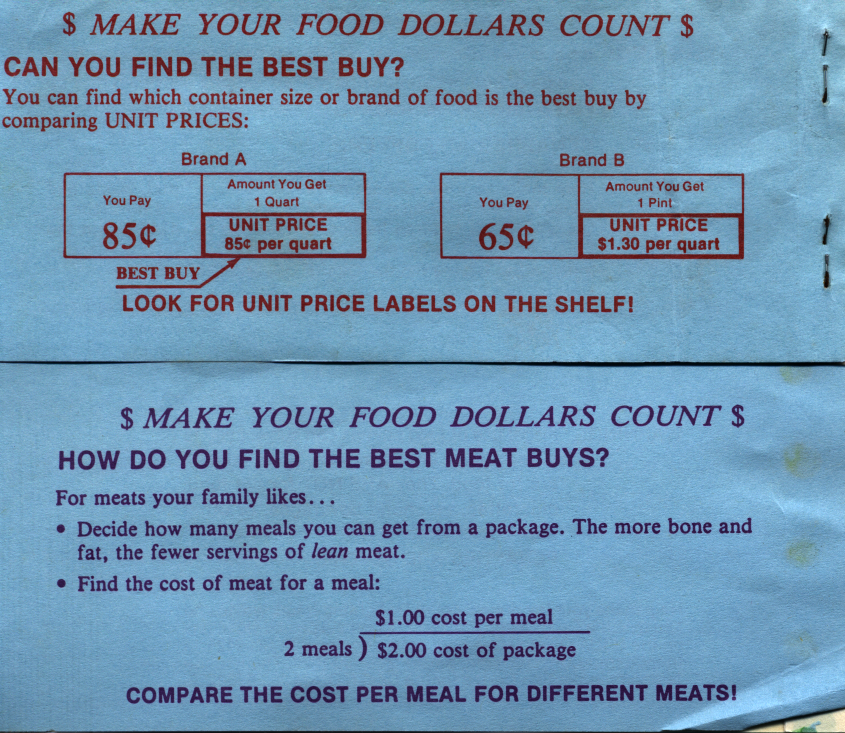 $ MAKE YOUR FOOD DOLLARS COUNT $
CAN YOU FIND THE BEST BUY?
You can find which container size or brand of food is the best buy by
comparing UNIT PRICES:
Brand A
You Pay
85¢
Amount You Get
1 Quart
UNIT PRICE
85¢ per quart
BEST BUY
Brand B
You Pay
65¢
Amount You Get
1 Pint
UNIT PRICE
$1.30 per quart
LOOK FOR UNIT PRICE LABELS ON THE SHELF!
$ MAKE YOUR FOOD DOLLARS COUNT $
HOW DO YOU FIND THE BEST MEAT BUYS?
For meats your family likes...
• Decide how many meals you can get from a package. The more bone and
fat, the fewer servings of lean meat.
• Find the cost of meat for a meal:
$1.00 cost per meal
2 meals ) $2.00 cost of package
COMPARE THE COST PER MEAL FOR DIFFERENT MEATS!